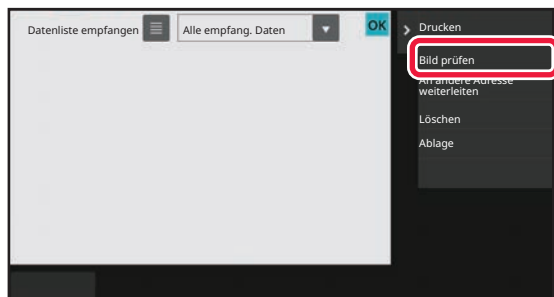 Datenliste empfangen
Alle empfang. Daten
OK
Drucken
Bild prüfen
An andere Adresse
weiterleiten
Löschen
Ablage